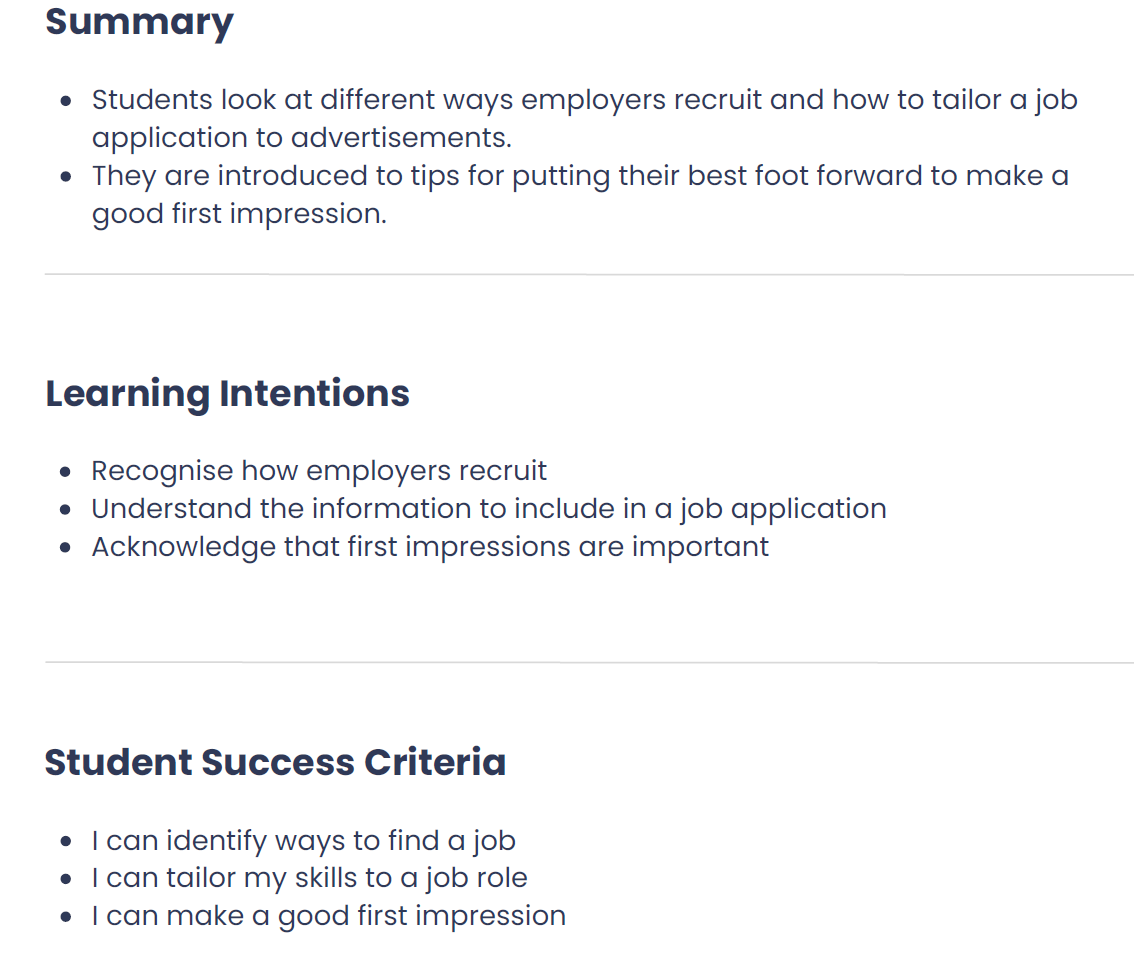 Summary
• Students look at different ways employers recruit and how to tailor a job
application to advertisements.
• They are introduced to tips for putting their best foot forward to make a
good first impression.
Learning Intentions
• Recognise how employers recruit
• Understand the information to include in a job application
• Acknowledge that first impressions are important
Student Success Criteria
• I can identify ways to find a job
• I can tailor my skills to a job role
• I can make a good first impression